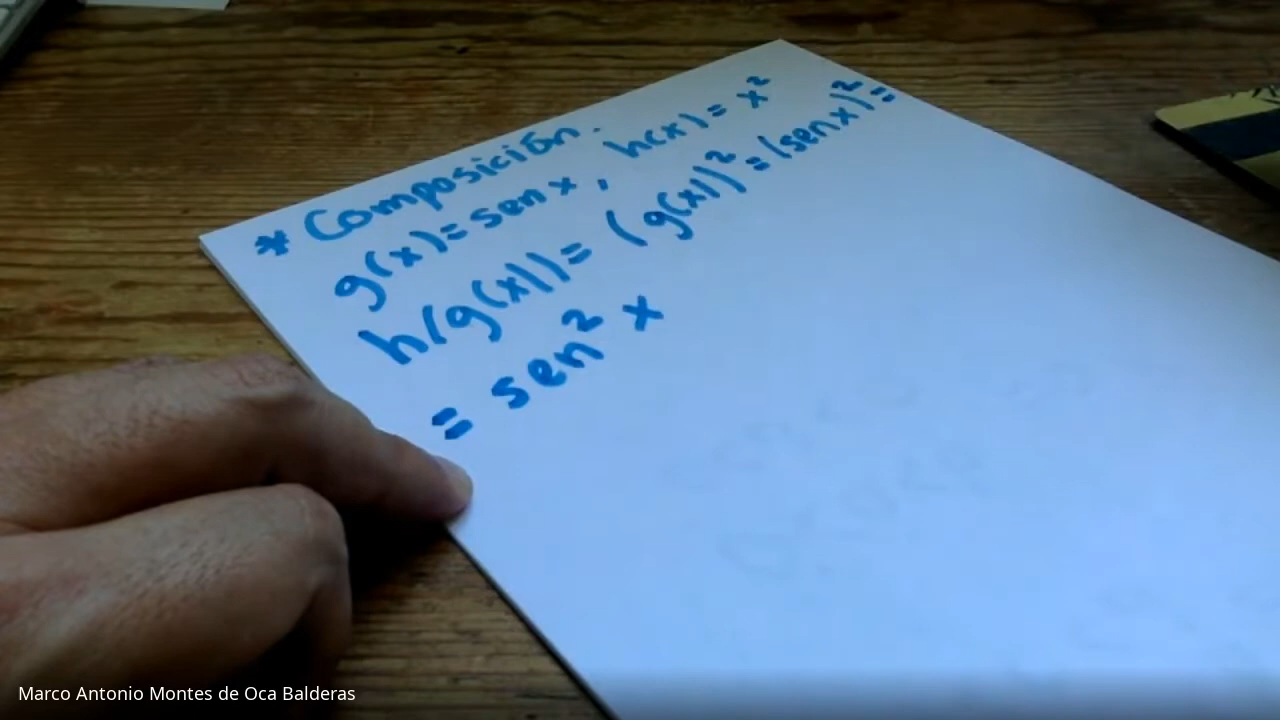 * Composición.
g(x)= sen x, h(x)= x²
h(g(x))= (g(x))²=(sen x)²=
= sen² x
Marco Antonio Montes de Oca Balderas